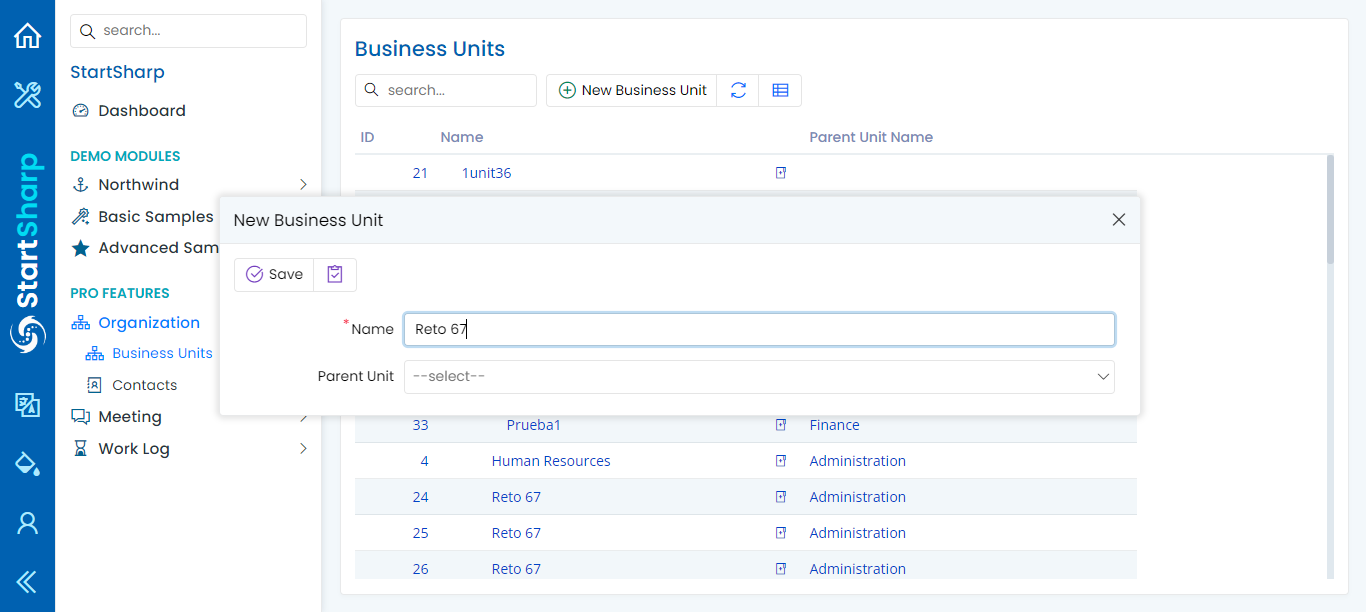 StartSharp
search...
StartSharp
Dashboard
DEMO MODULES
Northwind
Basic Samples
Advanced Sam
PRO FEATURES
Organization
Business Units
Contacts
Meeting
Work Log
Business Units
search...
New Business Unit
ID Name Parent Unit Name
21 1unit36
New Business Unit
Save
*Name Reto 67
Parent Unit --select--
33 Prueba1 Finance
4 Human Resources Administration
24 Reto 67 Administration
25 Reto 67 Administration
26 Reto 67 Administration